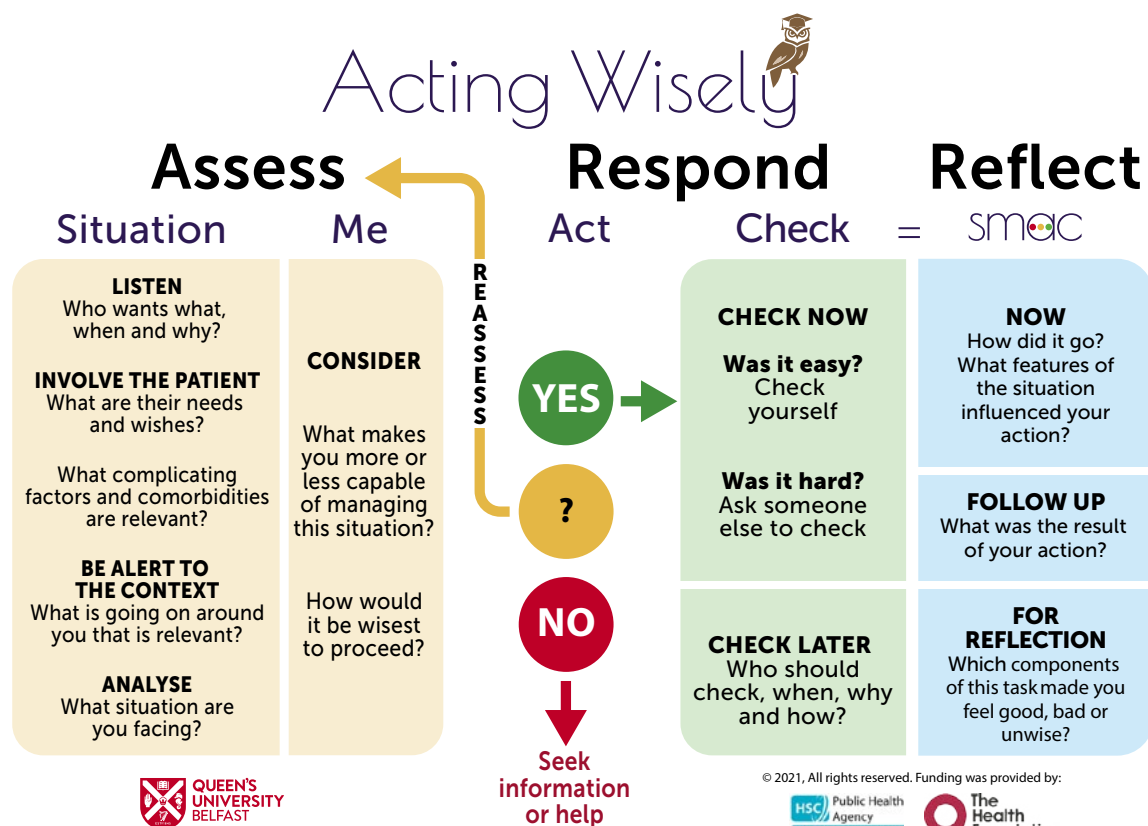 Acting Wisely
Assess
Respond
Reflect
Situation
Me
Act
Check
=
smac
LISTEN
Who wants what,
when and why?
INVOLVE THE PATIENT
What are their needs
and wishes?
What complicating
factors and comorbidities
are relevant?
BE ALERT TO
THE CONTEXT
What is going on around
you that is relevant?
ANALYSE
What situation are
you facing?
CONSIDER
What makes
you more or
less capable
of managing
this situation?
How would
it be wisest
to proceed?
REASSESS
YES
?
NO
Seek
information
or help
CHECK NOW
Was it easy?
Check
yourself
Was it hard?
Ask someone
else to check
CHECK LATER
Who should
check, when, why
and how?
NOW
How did it go?
What features of
the situation
influenced your
action?
FOLLOW UP
What was the result
of your action?
FOR
REFLECTION
Which components
of this task made you
feel good, bad or
unwise?
QUEEN'S
UNIVERSITY
BELFAST
© 2021, All rights reserved. Funding was provided by:
HSC Public Health
Agency
The
Health